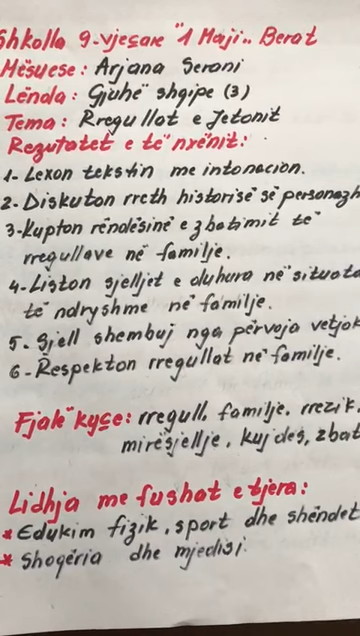 Shkolla 9-vjeçare "1 Maji.. Berat
Mësuese: Arjana Seroni
Lënda: Gjuhë shqipe (3)
Tema: Rregullat e Jetonit
Rezutatet e të nxënit:
1- Lexon tekstin me intonacion.
2- Diskuton rreth historisë së personazh
3-Kupton rëndësinë e zbatimit të
rregullave në familje.
4-Liston sjelljet e duhura në situata
të ndryshme në familje.
5. Sjell shembuj nga përvoja vetjak
6-Respekton rregullat në familje.
Fjalë kyçe: rregull, familje, rrezik,
mirësjellje, kujdes, zbat
Lidhja me fushat e tjera:
* Edukim fizik, sport dhe shëndet
* Shoqëria dhe mjedisi.